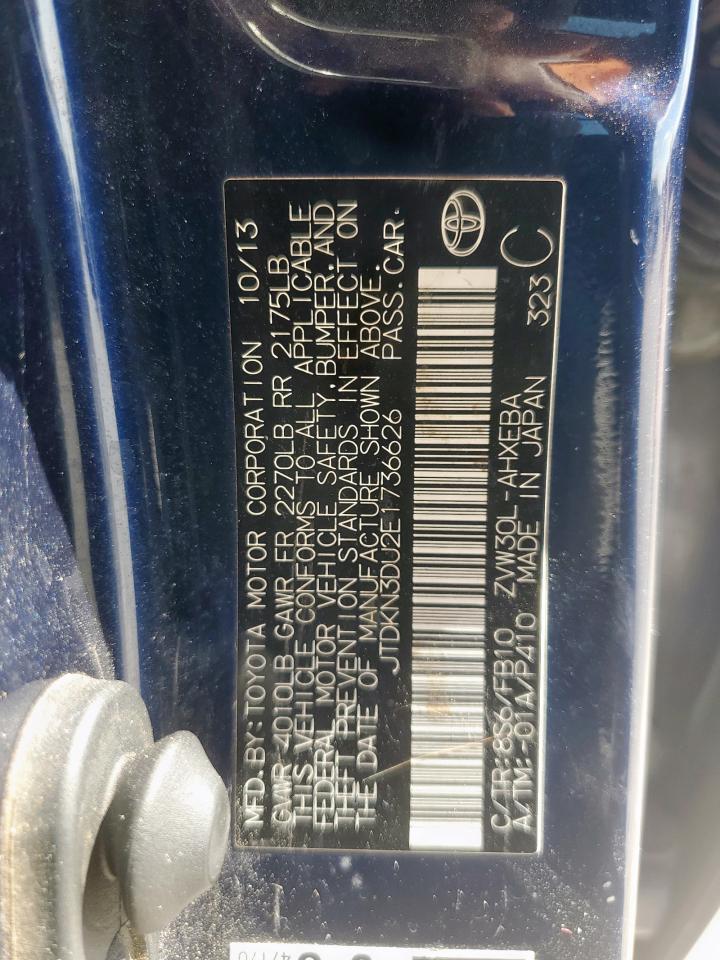 MFD.BY:TOYOTA MOTOR CORPORATION 10/13
GVWR 4010LB GAWR FR 2270LB RR 2175LB
THIS VEHICLE CONFORMS TO ALL APPLICABLE
FEDERAL MOTOR VEHICLE SAFETY,BUMPER,AND
THEFT PREVENTION STANDARDS IN EFFECT ON
THE DATE OF MANUFACTURE SHOWN ABOVE.
JTDKN3DU2E1736626 PASS.CAR
C/TR:8S6/FB10 ZVW30L-AHXEBA
A/TM:-01A/P410 MADE IN JAPAN 323 C